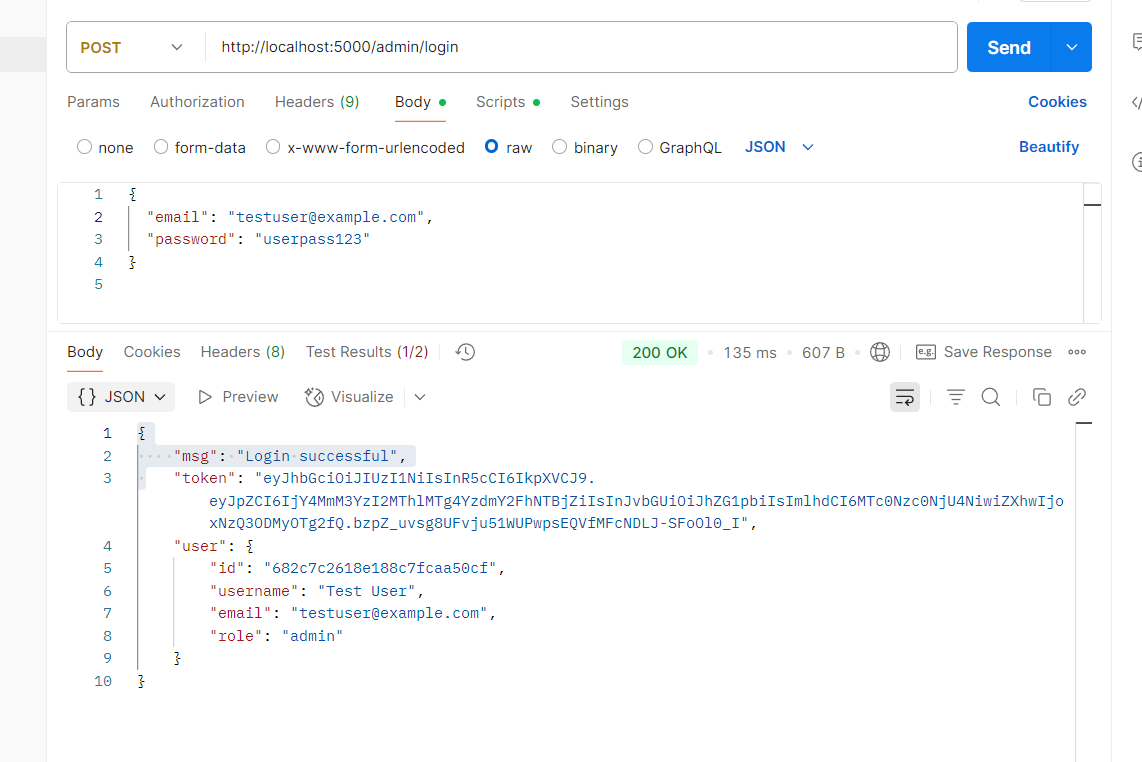 POST http://localhost:5000/admin/login Send
Params Authorization Headers (9) Body Scripts Settings Cookies
none form-data x-www-form-urlencoded raw binary GraphQL JSON Beautify
1 {
2 "email": "testuser@example.com",
3 "password": "userpass123"
4 }
5
Body Cookies Headers (8) Test Results (1/2) 200 OK • 135 ms • 607 B e.g. Save Response
{} JSON Preview Visualize
1 {
2 "msg": "Login successful",
3 "token": "eyJhbGciOiJIUzI1NiIsInR5cCI6IkpXVCJ9.
eyJpZCI6IjY4MmM3YzI2MThlMTg4YzdmY2FhNTBjZiIsInJvbGUiOiJhZG1pbiIsImlhdCI6MTc0Nzc0NjU4NiwiZXhwIjo
xNzQ3ODMyOTg2fQ.bzpZ_uvsg8UFvju51WUPwpsEQVfMFcNDLJ-SFoOl0_I",
4 "user": {
5 "id": "682c7c2618e188c7fcaa50cf",
6 "username": "Test User",
7 "email": "testuser@example.com",
8 "role": "admin"
9 }
10 }